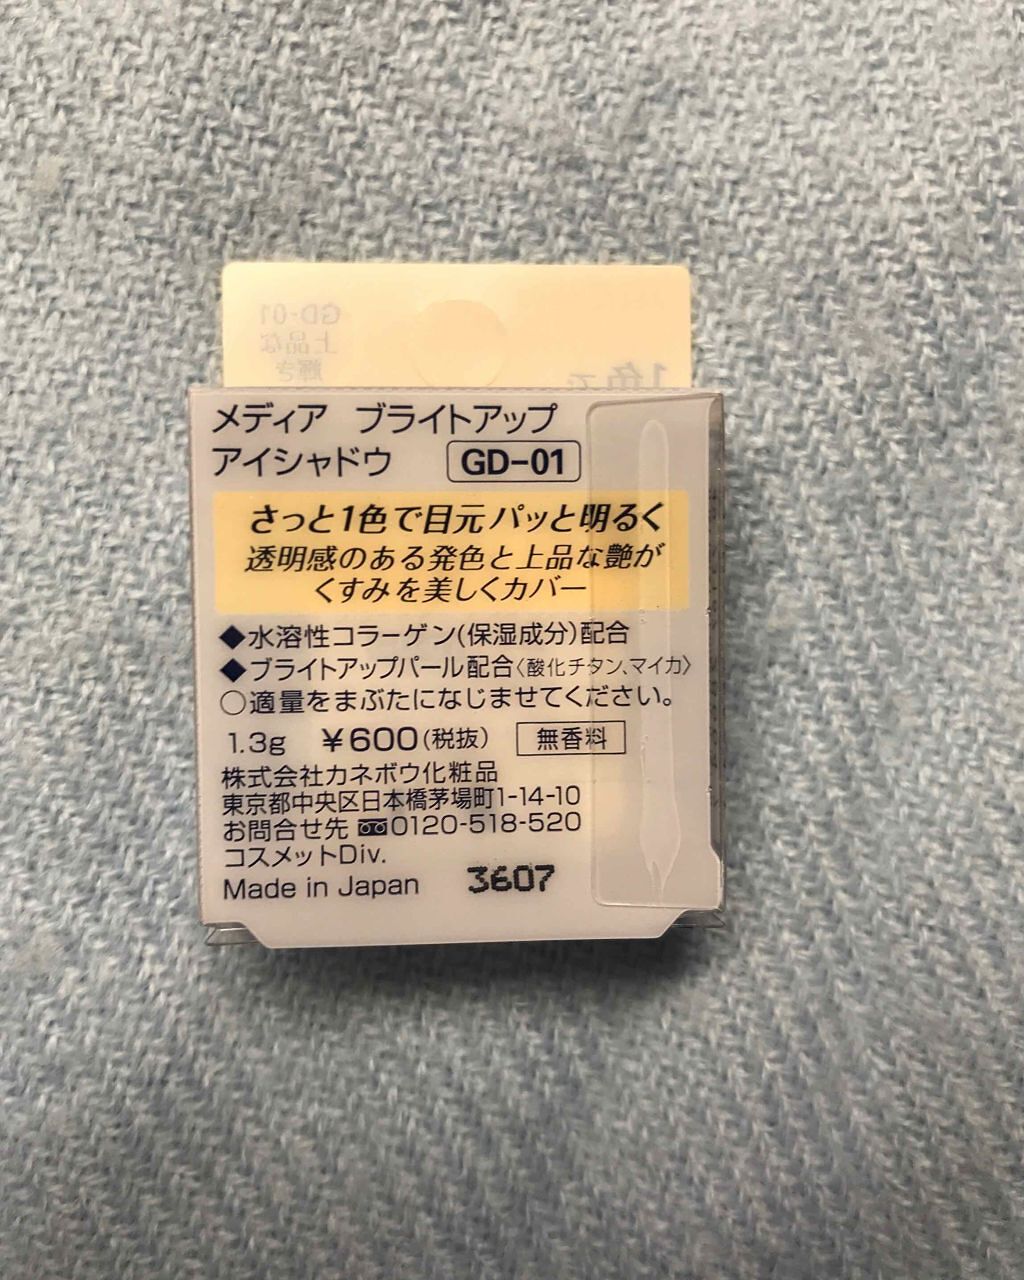 GD-01
上品な
輝き
1色で
メディア ブライトアップ
アイシャドウ GD-01
さっと1色で目元パッと明るく
透明感のある発色と上品な艶が
くすみを美しくカバー
◆水溶性コラーゲン(保湿成分)配合
◆ブライトアップパール配合〈酸化チタン、マイカ〉
○適量をまぶたになじませてください。
1.3g ¥600(税抜) 無香料
株式会社カネボウ化粧品
東京都中央区日本橋茅場町1-14-10
お問合せ先 0120-518-520
コスメットDiv.
Made in Japan 3607